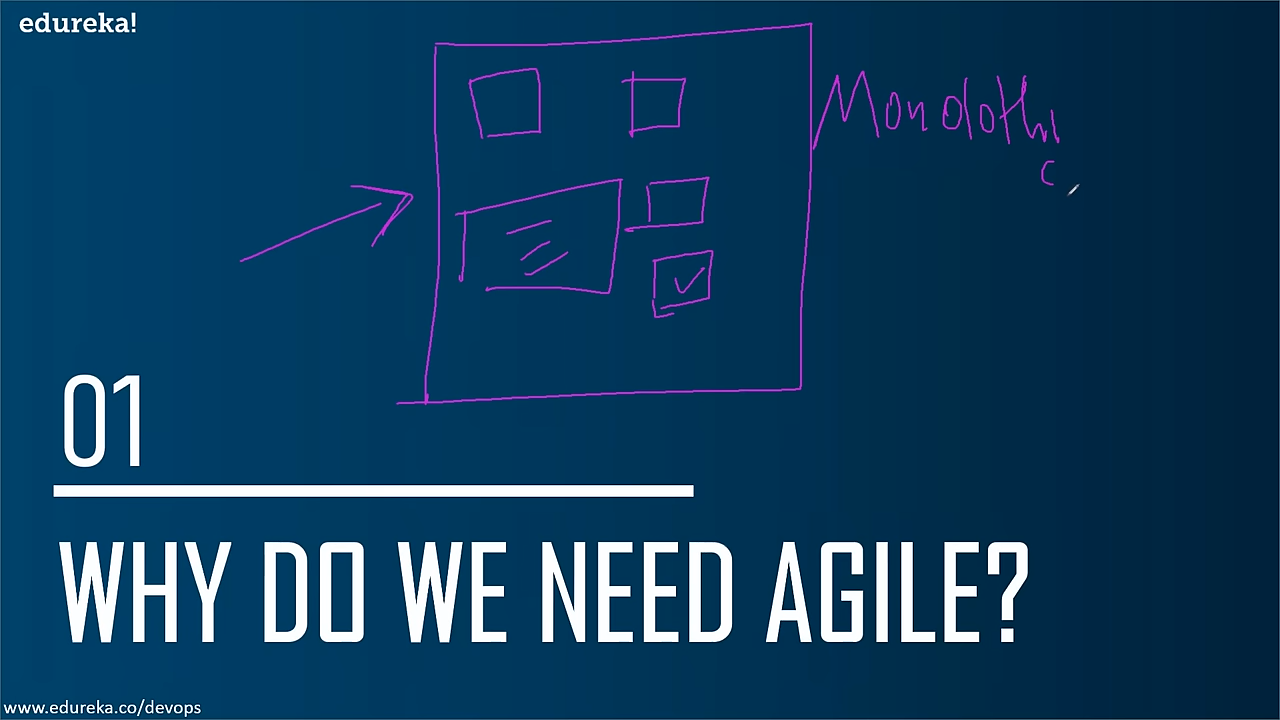 edureka!
Monolothi
c
01
WHY DO WE NEED AGILE?
www.edureka.co/devops